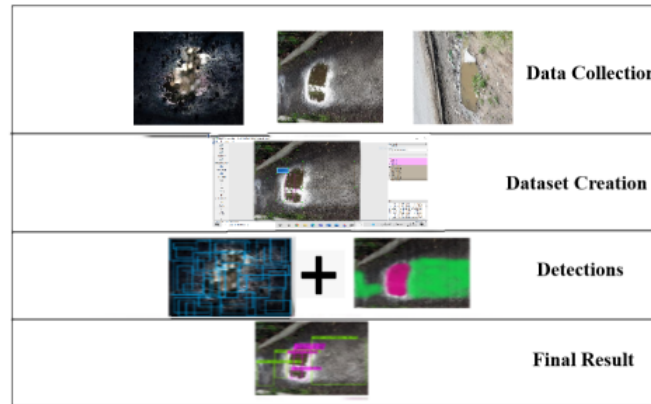 Data Collection
Dataset Creation
Detections
Final Result